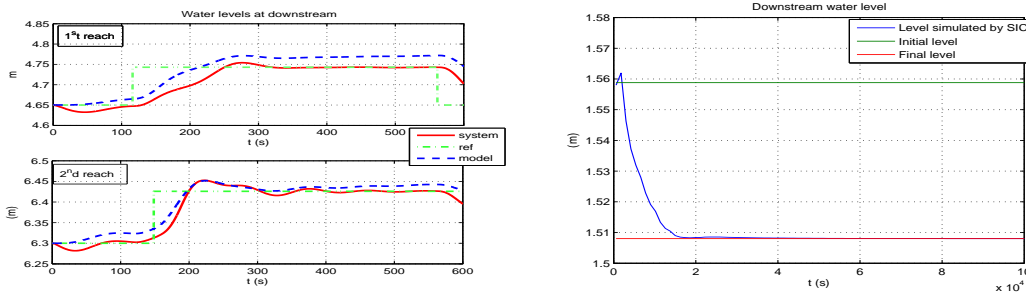 Water levels at downstream
4.85
4.8
4.75
4.7
4.65
4.6
m
1st reach
0 100 200 300 400 500 600
t (s)
system
ref
model
6.5
6.45
6.4
6.35
6.3
6.25
(m)
2nd reach
0 100 200 300 400 500 600
t (s)
Downstream water level
1.58
1.57
1.56
1.55
1.54
1.53
1.52
1.51
1.5
(m)
Level simulated by SIC
Initial level
Final level
0 2 4 6 8 10
t (s)
x 10⁴